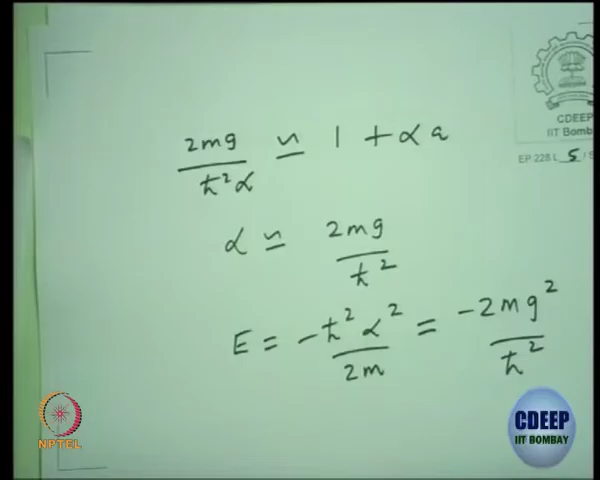 CDEEP
IIT Bomb
EP 228 L 5 / S
2mg / ħ²α ≃ 1 + αa
α ≃ 2mg / ħ²
E = -ħ²α² / 2m = -2mg² / ħ²
NPTEL
CDEEP
IIT BOMBAY